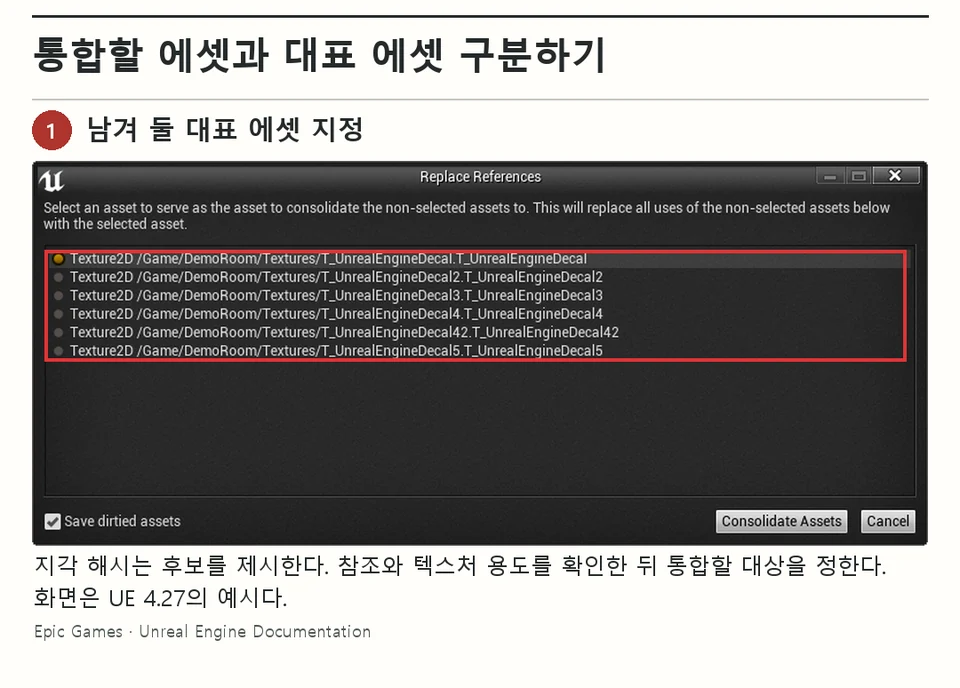 통합할 에셋과 대표 에셋 구분하기
1 남겨 둘 대표 에셋 지정
Replace References
Select an asset to serve as the asset to consolidate the non-selected assets to. This will replace all uses of the non-selected assets below
with the selected asset.
Texture2D /Game/DemoRoom/Textures/T_UnrealEngineDecal.T_UnrealEngineDecal
Texture2D /Game/DemoRoom/Textures/T_UnrealEngineDecal2.T_UnrealEngineDecal2
Texture2D /Game/DemoRoom/Textures/T_UnrealEngineDecal3.T_UnrealEngineDecal3
Texture2D /Game/DemoRoom/Textures/T_UnrealEngineDecal4.T_UnrealEngineDecal4
Texture2D /Game/DemoRoom/Textures/T_UnrealEngineDecal42.T_UnrealEngineDecal42
Texture2D /Game/DemoRoom/Textures/T_UnrealEngineDecal5.T_UnrealEngineDecal5
Save dirtied assets
Consolidate Assets
Cancel
지각 해시는 후보를 제시한다. 참조와 텍스처 용도를 확인한 뒤 통합할 대상을 정한다.
화면은 UE 4.27의 예시다.
Epic Games · Unreal Engine Documentation